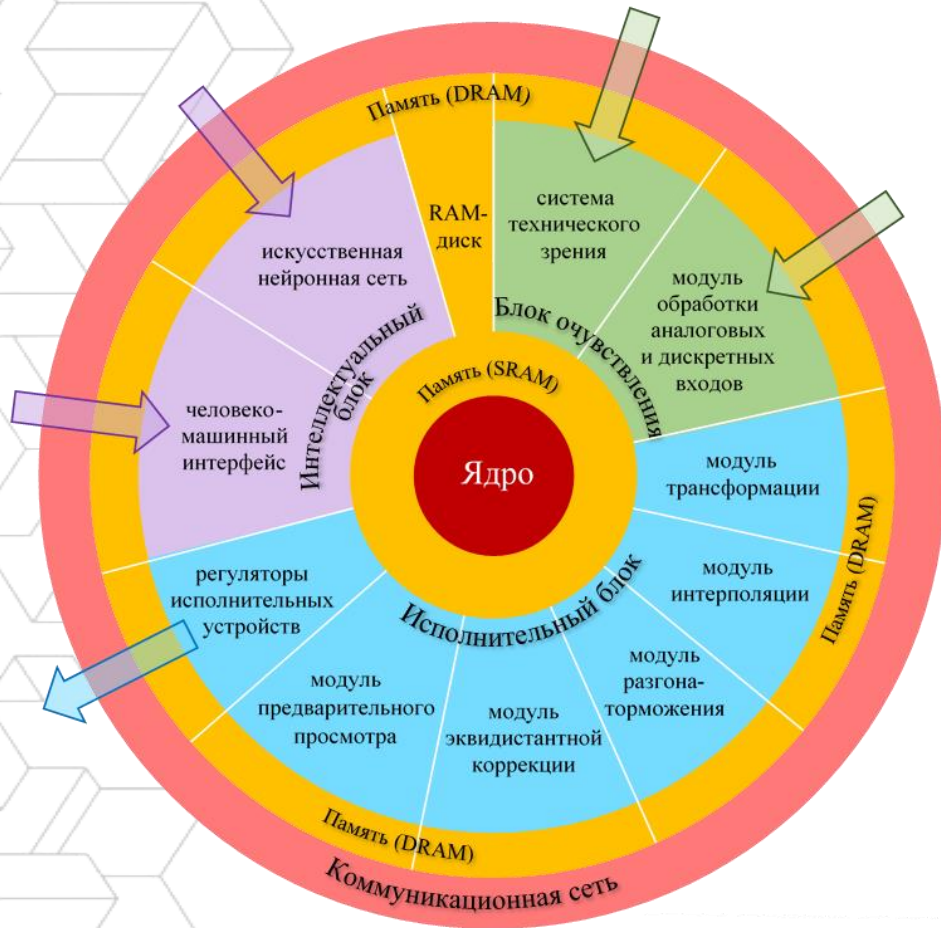 Память (DRAM)
RAM-
диск
система
технического
зрения
искусственная
нейронная сеть
модуль
обработки
аналоговых
и дискретных
входов
Блок очувствления
Интеллектуальный
блок
Память (SRAM)
Ядро
человеко-
машинный
интерфейс
модуль
трансформации
Память (DRAM)
модуль
интерполяции
Исполнительный блок
регуляторы
исполнительных
устройств
модуль
разгона-
торможения
модуль
предварительного
просмотра
модуль
эквидистантной
коррекции
Память (DRAM)
Коммуникационная сеть